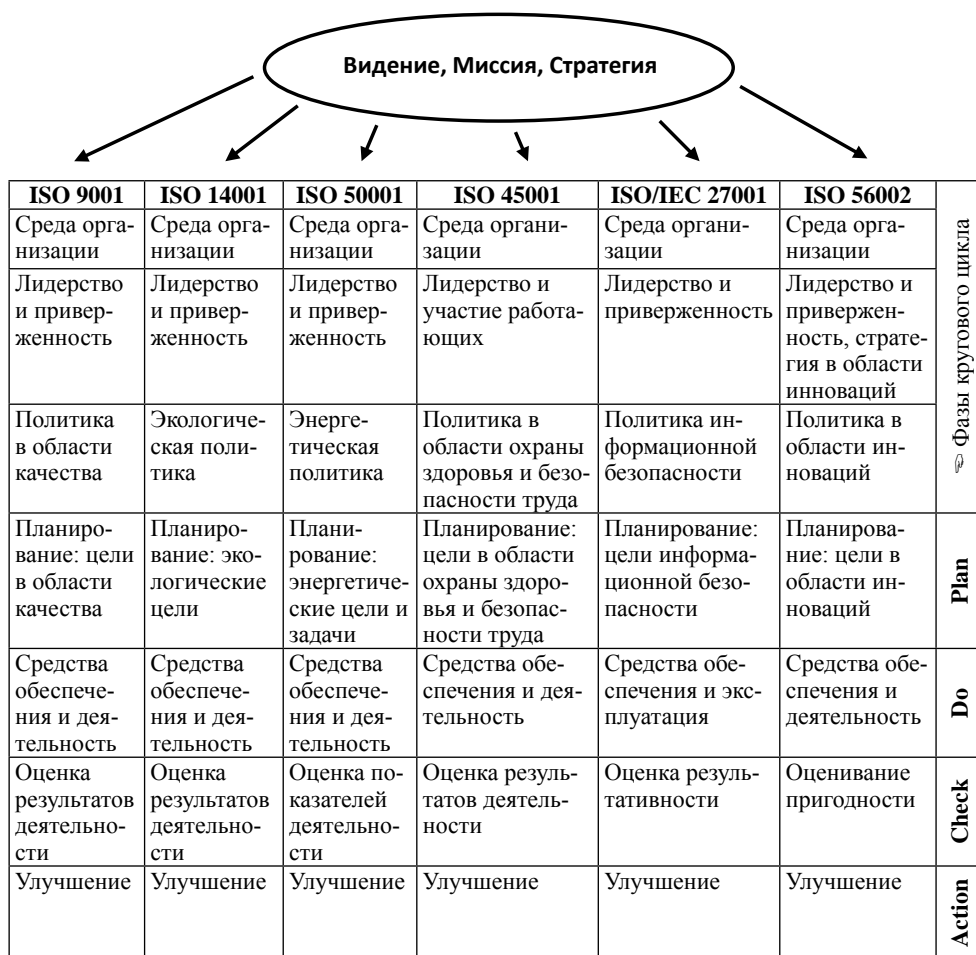 Видение, Миссия, Стратегия
ISO 9001
ISO 14001
ISO 50001
ISO 45001
ISO/IEC 27001
ISO 56002
☜ Фазы кругового цикла
Среда орга-
низации
Среда орга-
низации
Среда орга-
низации
Среда органи-
зации
Среда органи-
зации
Среда орга-
низации
Лидерство
и привер-
женность
Лидерство
и привер-
женность
Лидерство
и привер-
женность
Лидерство и
участие работа-
ющих
Лидерство и
приверженность
Лидерство и
привержен-
ность, страте-
гия в области
инноваций
Политика
в области
качества
Экологиче-
ская поли-
тика
Энерге-
тическая
политика
Политика в
области охраны
здоровья и безо-
пасности труда
Политика ин-
формационной
безопасности
Политика в
области ин-
новаций
Планиро-
вание: цели
в области
качества
Планиро-
вание: эко-
логические
цели
Плани-
рование:
энергетиче-
ские цели и
задачи
Планирование:
цели в области
охраны здоро-
вья и безопас-
ности труда
Планирование:
цели информа-
ционной безо-
пасности
Планирова-
ние: цели в
области ин-
новаций
Plan
Средства
обеспече-
ния и дея-
тельность
Средства
обеспече-
ния и дея-
тельность
Средства
обеспече-
ния и дея-
тельность
Средства обе-
спечения и дея-
тельность
Средства обе-
спечения и экс-
плуатация
Средства обе-
спечения и
деятельность
Do
Оценка
результатов
деятельно-
сти
Оценка
результатов
деятельно-
сти
Оценка по-
казателей
деятельно-
сти
Оценка резуль-
татов деятель-
ности
Оценка резуль-
тативности
Оценивание
пригодности
Check
Улучшение
Улучшение
Улучшение
Улучшение
Улучшение
Улучшение
Action